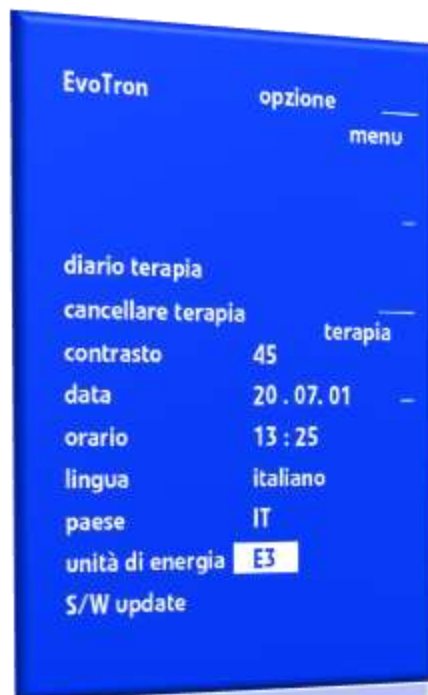 EvoTron opzione
menu
diario terapia
cancellare terapia
terapia
contrasto 45
data 20 . 07. 01
orario 13 : 25
lingua italiano
paese IT
unità di energia E3
S/W update